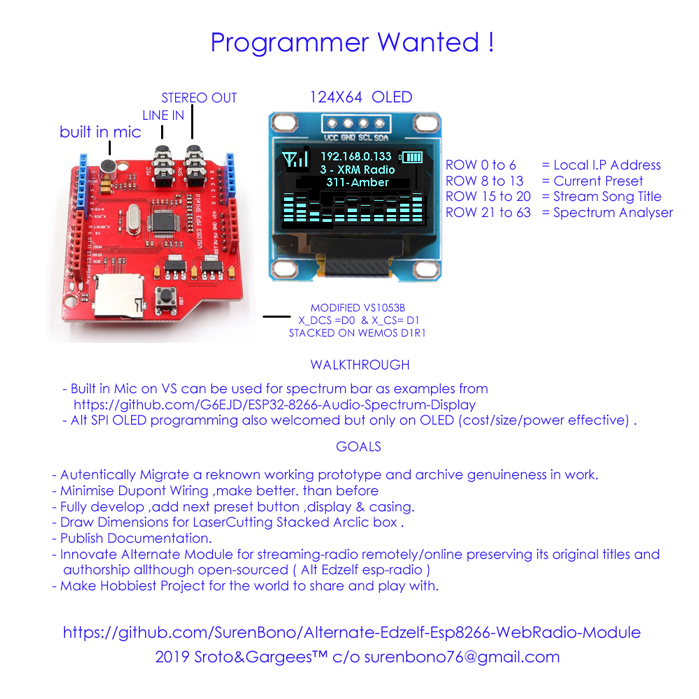 Programmer Wanted !
STEREO OUT
LINE IN
built in mic
124X64 OLED
VCC GND SCL SDA
192.168.0.133
3 - XRM Radio
311-Amber
ROW 0 to 6 = Local I.P Address
ROW 8 to 13 = Current Preset
ROW 15 to 20 = Stream Song Title
ROW 21 to 63 = Spectrum Analyser
MIC
MODIFIED VS1053B
X_DCS =D0 & X_CS= D1
STACKED ON WEMOS D1R1
WALKTHROUGH
- Built in Mic on VS can be used for spectrum bar as examples from
https://github.com/G6EJD/ESP32-8266-Audio-Spectrum-Display
- Alt SPI OLED programming also welcomed but only on OLED (cost/size/power effective) .
GOALS
- Autentically Migrate a reknown working prototype and archive genuineness in work.
- Minimise Dupont Wiring ,make better. than before
- Fully develop ,add next preset button ,display & casing.
- Draw Dimensions for LaserCutting Stacked Arclic box .
- Publish Documentation.
- Innovate Alternate Module for streaming-radio remotely/online preserving its original titles and
authorship allthough open-sourced ( Alt Edzelf esp-radio )
- Make Hobbiest Project for the world to share and play with.
https://github.com/SurenBono/Alternate-Edzelf-Esp8266-WebRadio-Module
2019 Sroto&Gargees™ c/o surenbono76@gmail.com